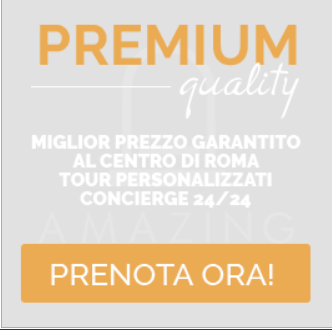 PREMIUM
quality
MIGLIOR PREZZO GARANTITO
AL CENTRO DI ROMA
TOUR PERSONALIZZATI
CONCIERGE 24/24
AMAZING
PRENOTA ORA!